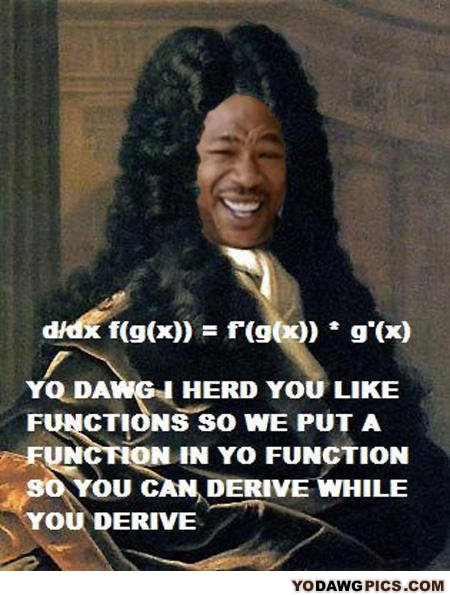 d/dx f(g(x)) = f'(g(x)) * g'(x)
YO DAWG I HERD YOU LIKE
FUNCTIONS SO WE PUT A
FUNCTION IN YO FUNCTION
SO YOU CAN DERIVE WHILE
YOU DERIVE
YODAWGPICS.COM